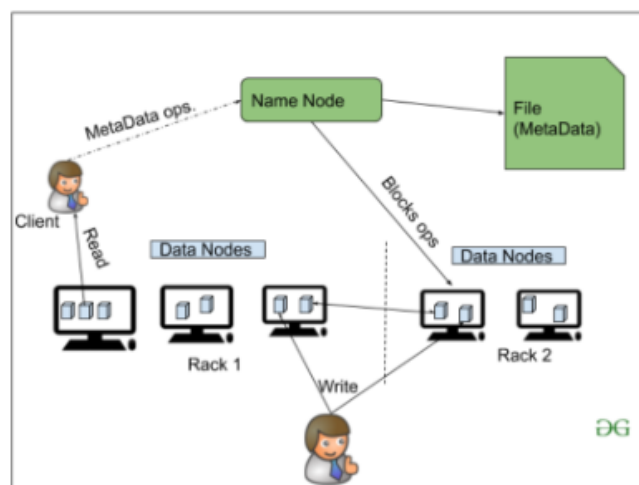 Name Node
File
(MetaData)
MetaData ops.
Client
Read
Blocks ops
Data Nodes
Data Nodes
Rack 1
Rack 2
Write